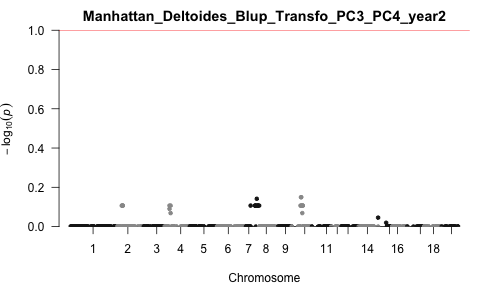 Manhattan_Deltoides_Blup_Transfo_PC3_PC4_year2
1.0
0.8
0.6
0.4
0.2
0.0
− log10(p)
1 2 3 4 5 6 7 8 9 11 14 16 18
Chromosome